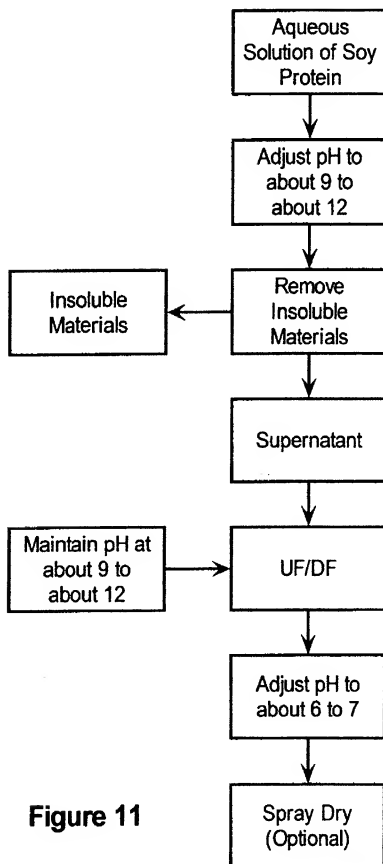 Aqueous
Solution of Soy
Protein
Adjust pH to
about 9 to
about 12
Insoluble
Materials
Remove
Insoluble
Materials
Supernatant
Maintain pH at
about 9 to
about 12
UF/DF
Adjust pH to
about 6 to 7
Figure 11
Spray Dry
(Optional)